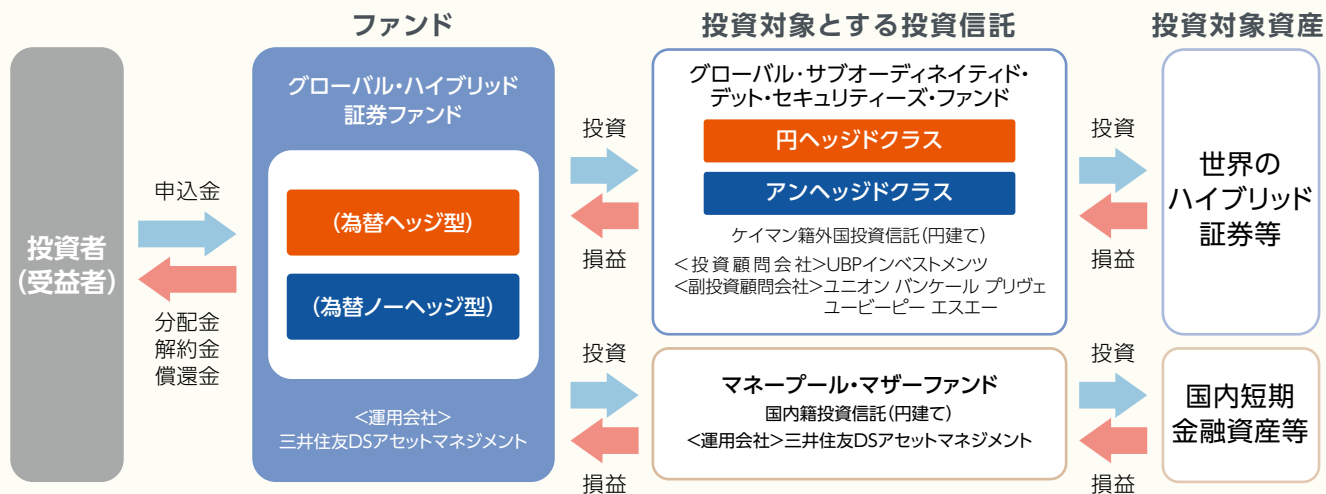 ファンド
投資対象とする投資信託
投資対象資産
投資者
(受益者)
申込金
分配金
解約金
償還金
グローバル・ハイブリッド
証券ファンド
(為替ヘッジ型)
(為替ノーヘッジ型)
<運用会社>
三井住友DSアセットマネジメント
投資
損益
投資
損益
グローバル・サブオーディネイティド・
デット・セキュリティーズ・ファンド
円ヘッジドクラス
アンヘッジドクラス
ケイマン籍外国投資信託(円建て)
<投資顧問会社>UBPインベストメンツ
<副投資顧問会社>ユニオン バンケール プリヴェ
ユービーピー エスエー
マネープール・マザーファンド
国内籍投資信託(円建て)
<運用会社>三井住友DSアセットマネジメント
投資
損益
投資
損益
世界の
ハイブリッド
証券等
国内短期
金融資産等